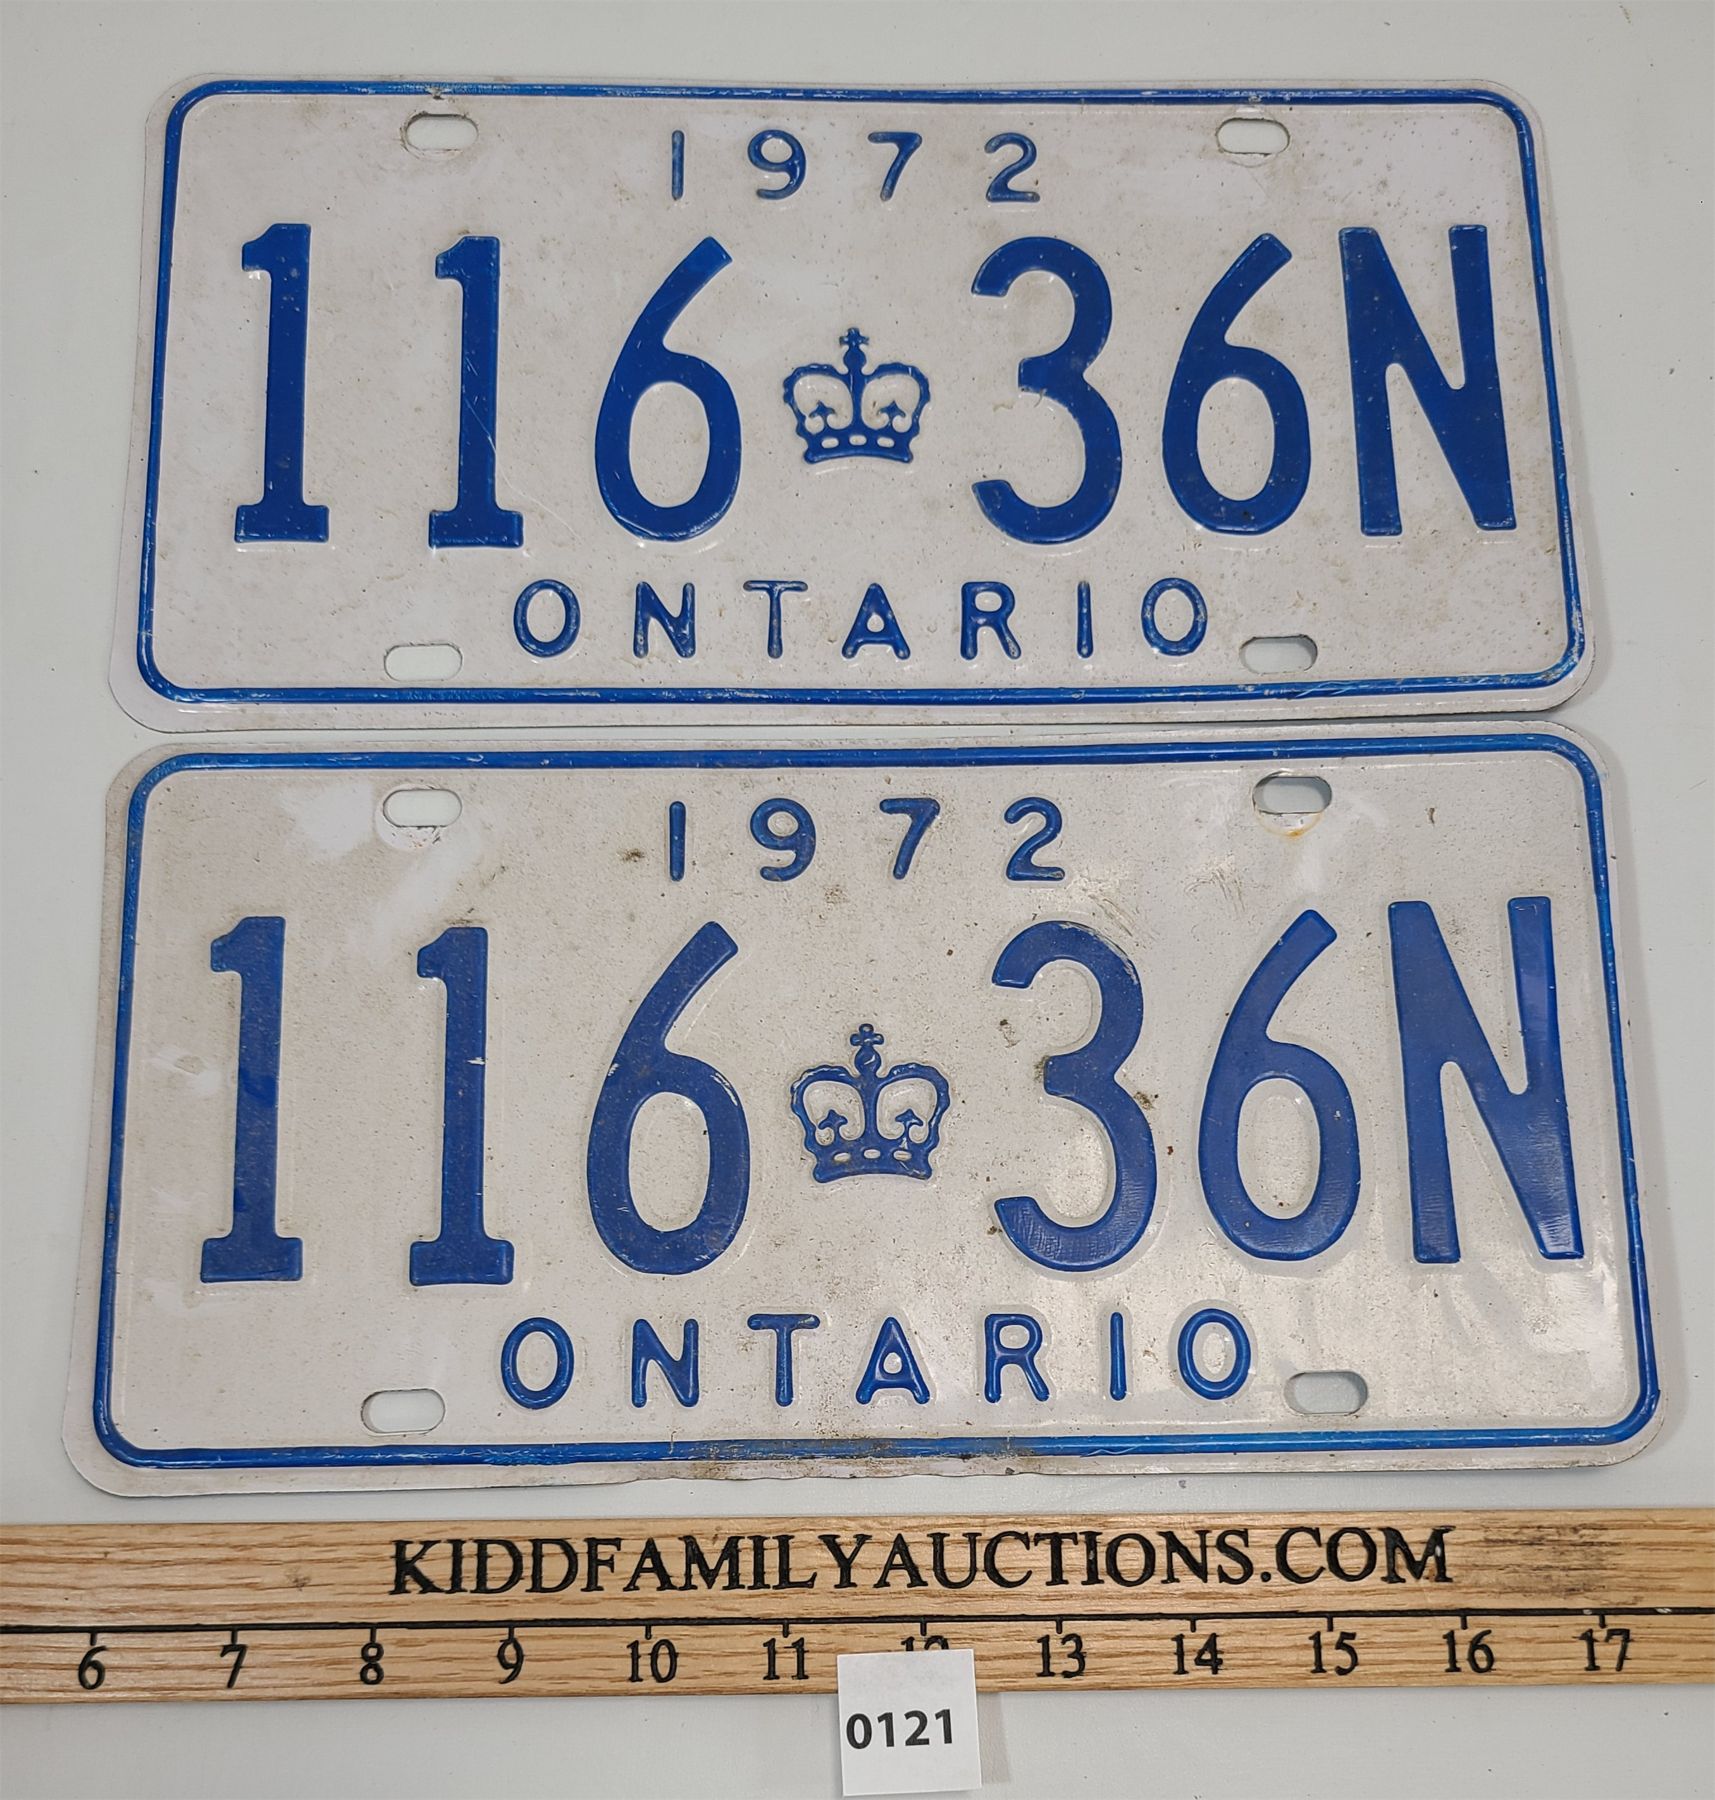 1972
116 36N
ONTARIO
1972
116 36N
ONTARIO
KIDDFAMILYAUCTIONS.COM
6 7 8 9 10 11 12 13 14 15 16 17
0121